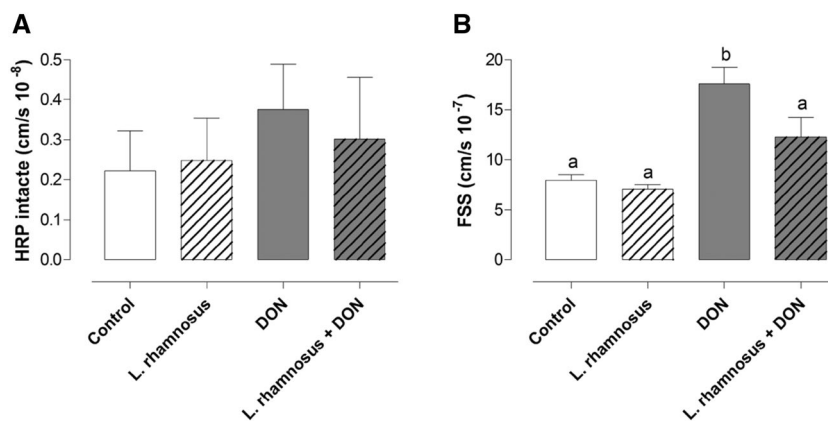 A
HRP intacte (cm/s 10⁻⁸)
0.5
0.4
0.3
0.2
0.1
0.0
Control
L. rhamnosus
DON
L. rhamnosus + DON
B
FSS (cm/s 10⁻⁷)
20
15
10
5
0
a
a
b
a
Control
L. rhamnosus
DON
L. rhamnosus + DON